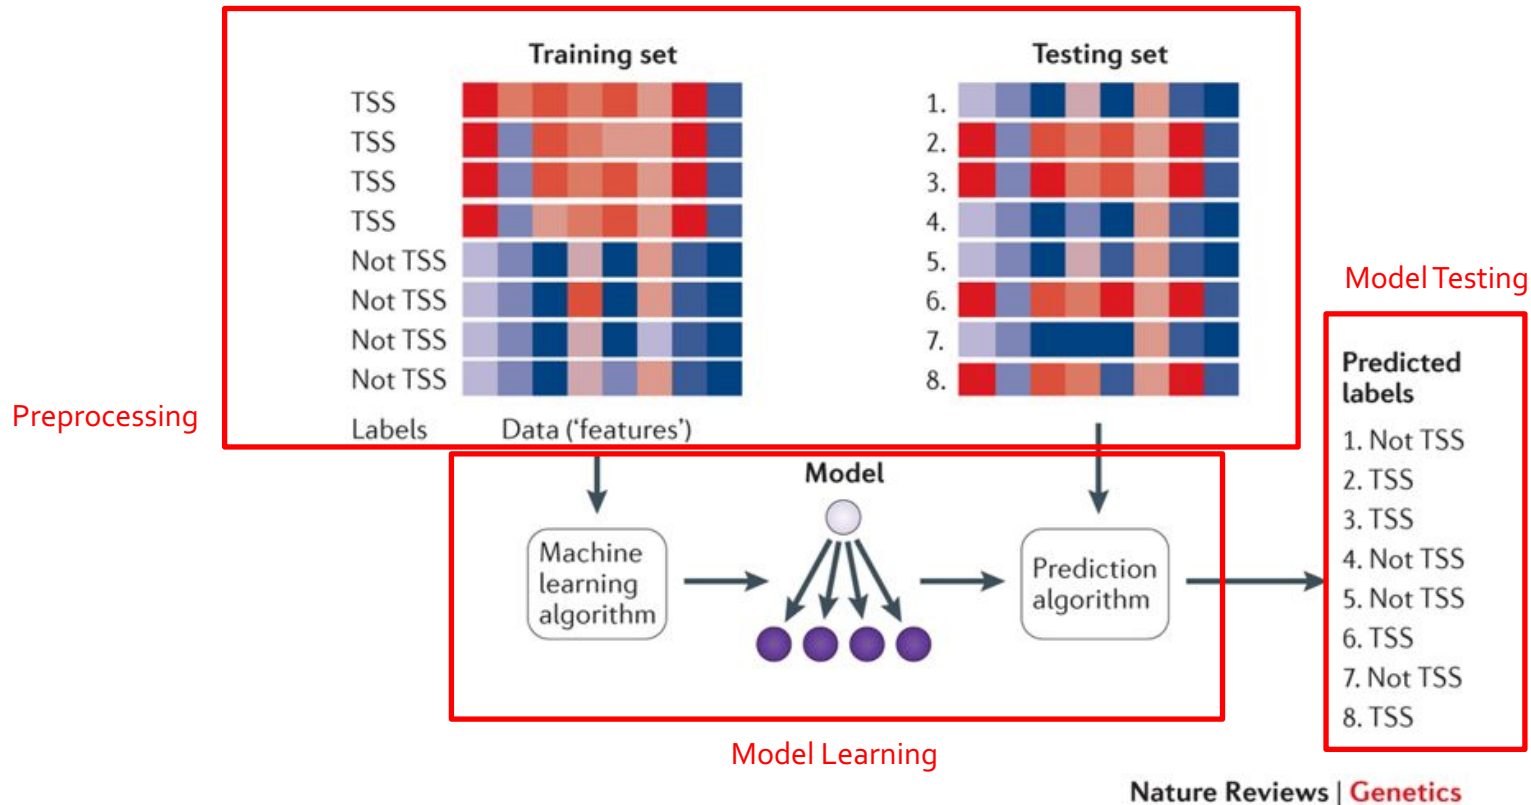 Training set
TSS
TSS
TSS
TSS
Not TSS
Not TSS
Not TSS
Not TSS
Labels
Data (‘features’)
Testing set
1.
2.
3.
4.
5.
6.
7.
8.
Preprocessing
Model
Machine
learning
algorithm
Prediction
algorithm
Model Learning
Model Testing
Predicted
labels
1. Not TSS
2. TSS
3. TSS
4. Not TSS
5. Not TSS
6. TSS
7. Not TSS
8. TSS
Nature Reviews | Genetics